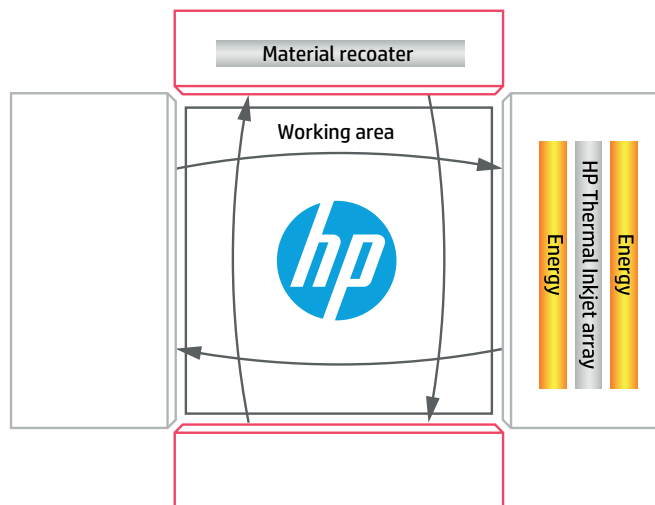 Material recoater
Working area
hp
Energy
HP Thermal Inkjet array
Energy